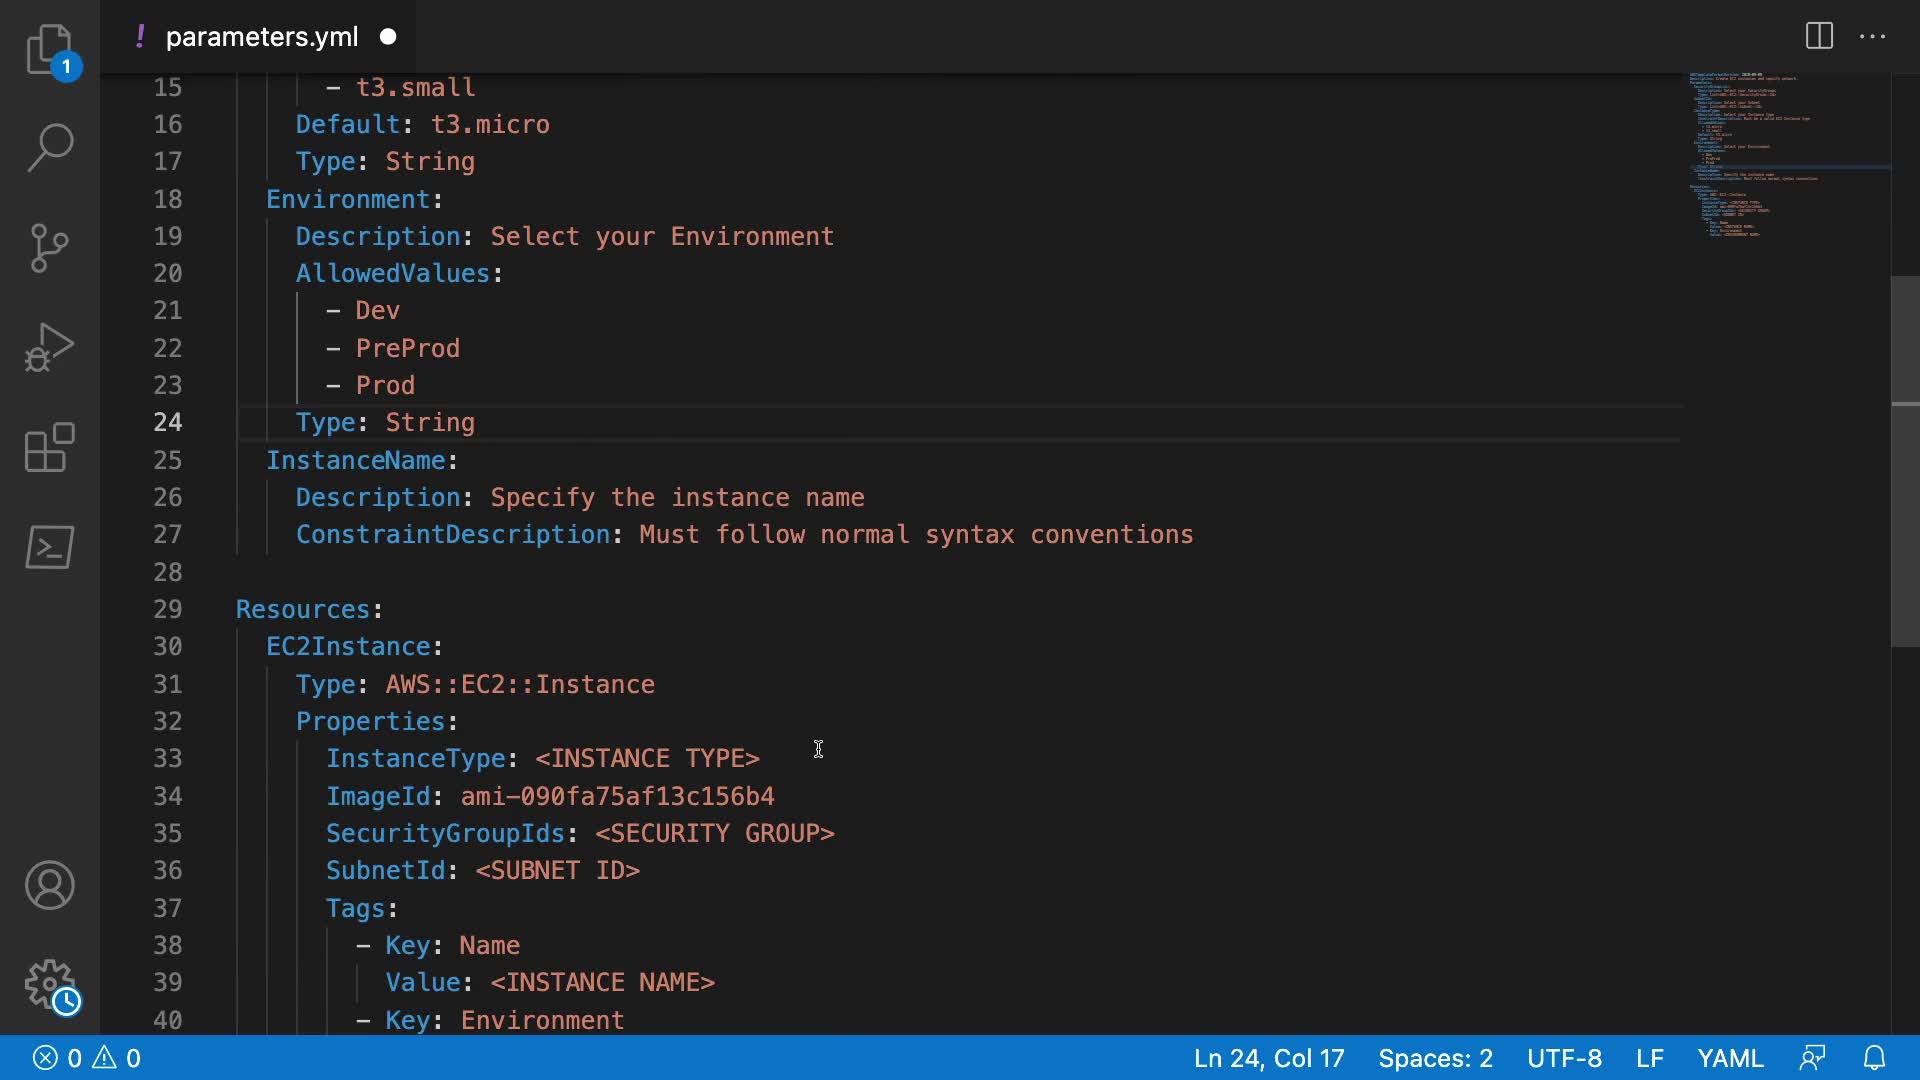 ! parameters.yml
1
15 - t3.small
16 Default: t3.micro
17 Type: String
18 Environment:
19 Description: Select your Environment
20 AllowedValues:
21 - Dev
22 - PreProd
23 - Prod
24 Type: String
25 InstanceName:
26 Description: Specify the instance name
27 ConstraintDescription: Must follow normal syntax conventions
28
29 Resources:
30 EC2Instance:
31 Type: AWS::EC2::Instance
32 Properties:
33 InstanceType: <INSTANCE TYPE>
34 ImageId: ami-090fa75af13c156b4
35 SecurityGroupIds: <SECURITY GROUP>
36 SubnetId: <SUBNET ID>
37 Tags:
38 - Key: Name
39 Value: <INSTANCE NAME>
40 - Key: Environment
0 0 Ln 24, Col 17 Spaces: 2 UTF-8 LF YAML